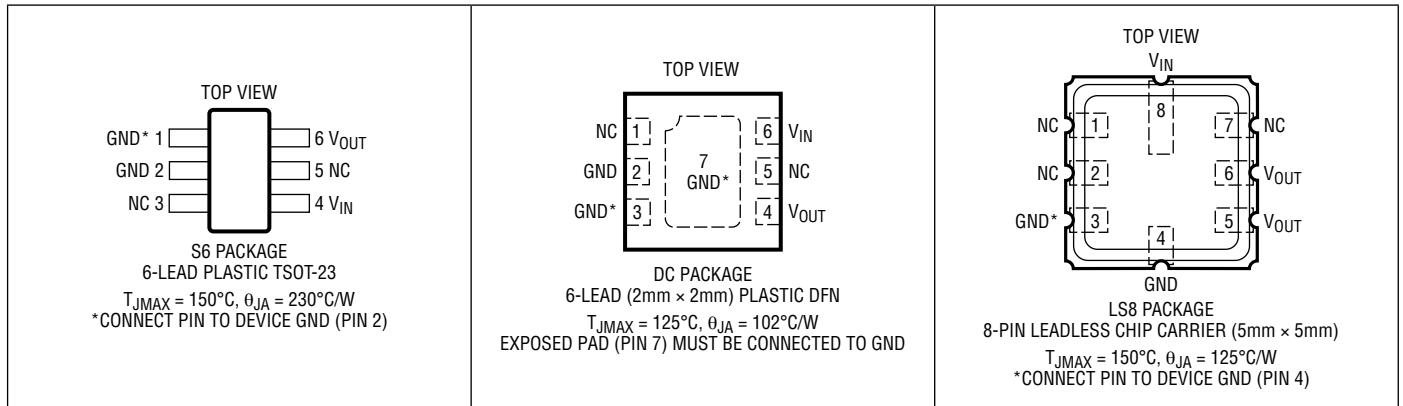 TOP VIEW
GND* 1
6 VOUT
GND 2
5 NC
NC 3
4 VIN
S6 PACKAGE
6-LEAD PLASTIC TSOT-23
TJMAX = 150°C, θJA = 230°C/W
*CONNECT PIN TO DEVICE GND (PIN 2)
TOP VIEW
NC 1
6 VIN
7
GND*
GND 2
5 NC
GND* 3
4 VOUT
DC PACKAGE
6-LEAD (2mm × 2mm) PLASTIC DFN
TJMAX = 125°C, θJA = 102°C/W
EXPOSED PAD (PIN 7) MUST BE CONNECTED TO GND
TOP VIEW
VIN
8
NC 1
7 NC
NC 2
6 VOUT
GND* 3
5 VOUT
4
GND
LS8 PACKAGE
8-PIN LEADLESS CHIP CARRIER (5mm × 5mm)
TJMAX = 150°C, θJA = 125°C/W
*CONNECT PIN TO DEVICE GND (PIN 4)